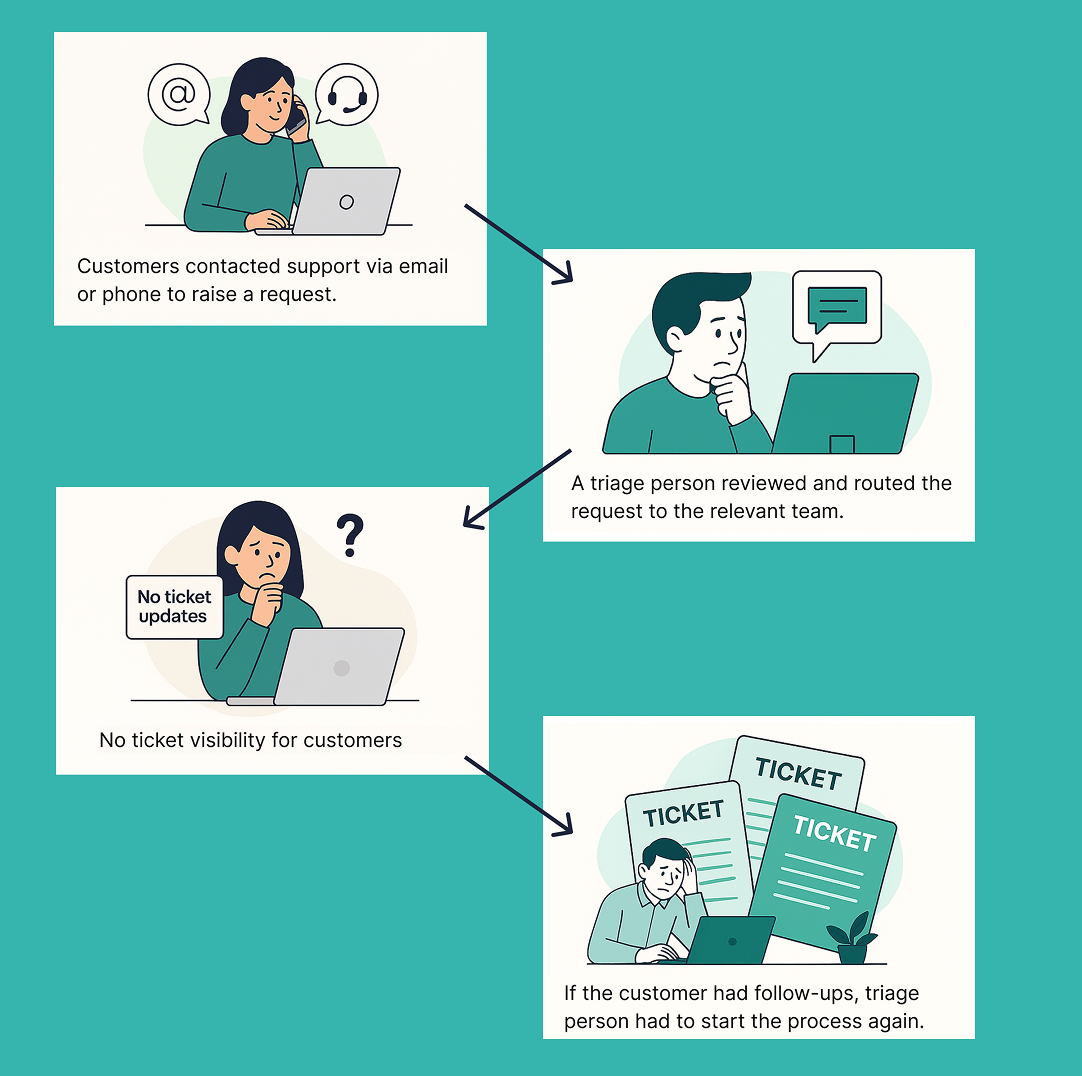 @
Customers contacted support via email
or phone to raise a request.
A triage person reviewed and routed the
request to the relevant team.
?
No ticket
updates
No ticket visibility for customers
TICKET
TICKET
TICKET
If the customer had follow-ups, triage
person had to start the process again.